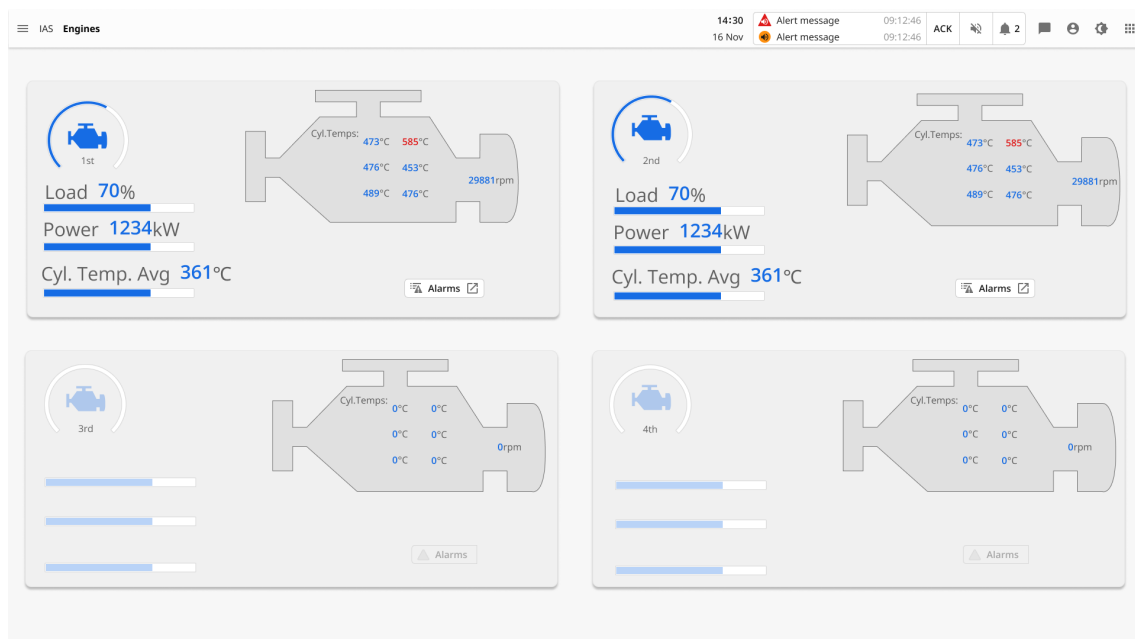 IAS Engines
14:30
16 Nov
Alert message 09:12:46
Alert message 09:12:46
ACK
2
1st
Load 70%
Power 1234kW
Cyl. Temp. Avg 361°C
Cyl.Temps:
473°C 585°C
476°C 453°C
489°C 476°C
29881rpm
Alarms
2nd
Load 70%
Power 1234kW
Cyl. Temp. Avg 361°C
Cyl.Temps:
473°C 585°C
476°C 453°C
489°C 476°C
29881rpm
Alarms
3rd
Cyl.Temps:
0°C 0°C
0°C 0°C
0°C 0°C
0rpm
Alarms
4th
Cyl.Temps:
0°C 0°C
0°C 0°C
0°C 0°C
0rpm
Alarms